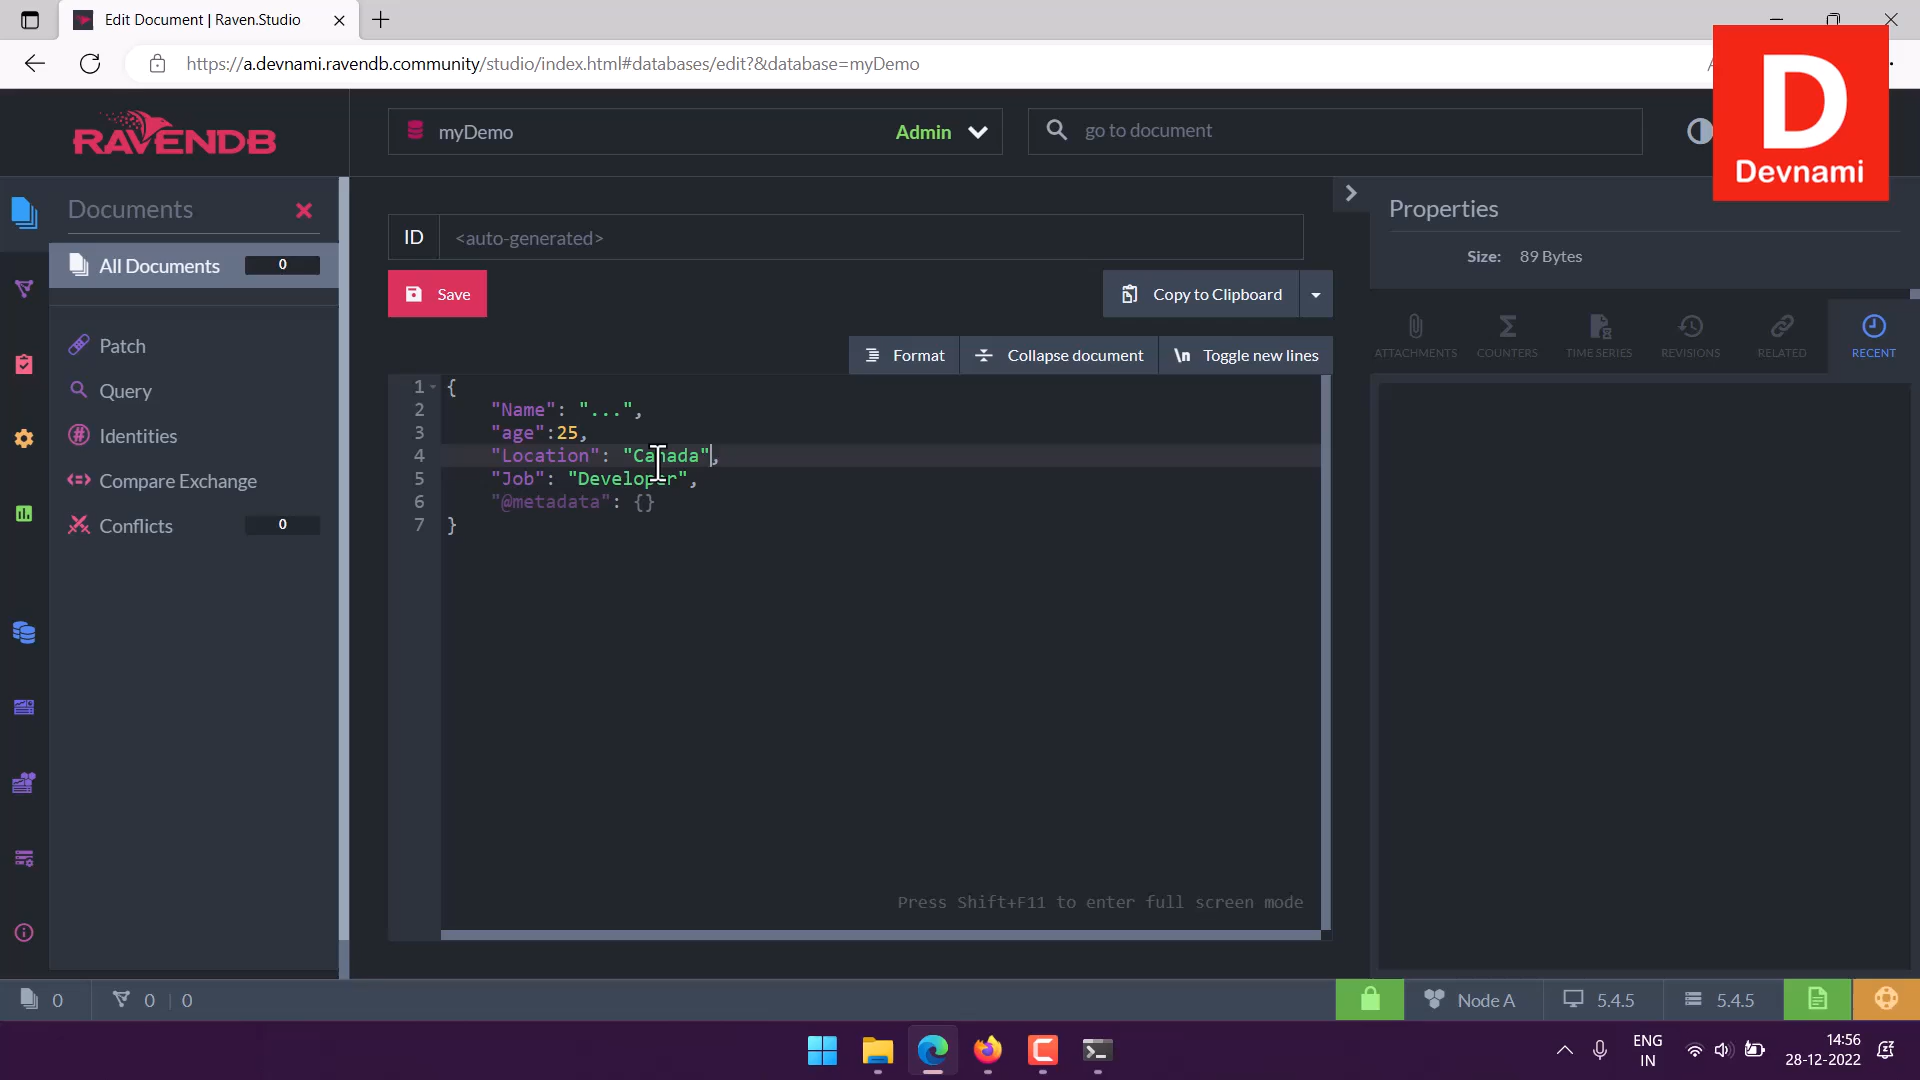 Edit Document | Raven.Studio
https://a.devnami.ravendb.community/studio/index.html#databases/edit?&database=myDemo
D
Devnami
RAVENDB
myDemo
Admin
go to document
Documents
All Documents
0
Patch
Query
Identities
Compare Exchange
Conflicts
0
ID
<auto-generated>
Save
Copy to Clipboard
Format
Collapse document
\n Toggle new lines
1 {
2 "Name": "...",
3 "age":25,
4 "Location": "Canada",
5 "Job": "Developer",
6 "@metadata": {}
7 }
Press Shift+F11 to enter full screen mode
Properties
Size: 89 Bytes
ATTACHMENTS
COUNTERS
TIME SERIES
REVISIONS
RELATED
RECENT
0
0 | 0
Node A
5.4.5
5.4.5
ENG
IN
14:56
28-12-2022